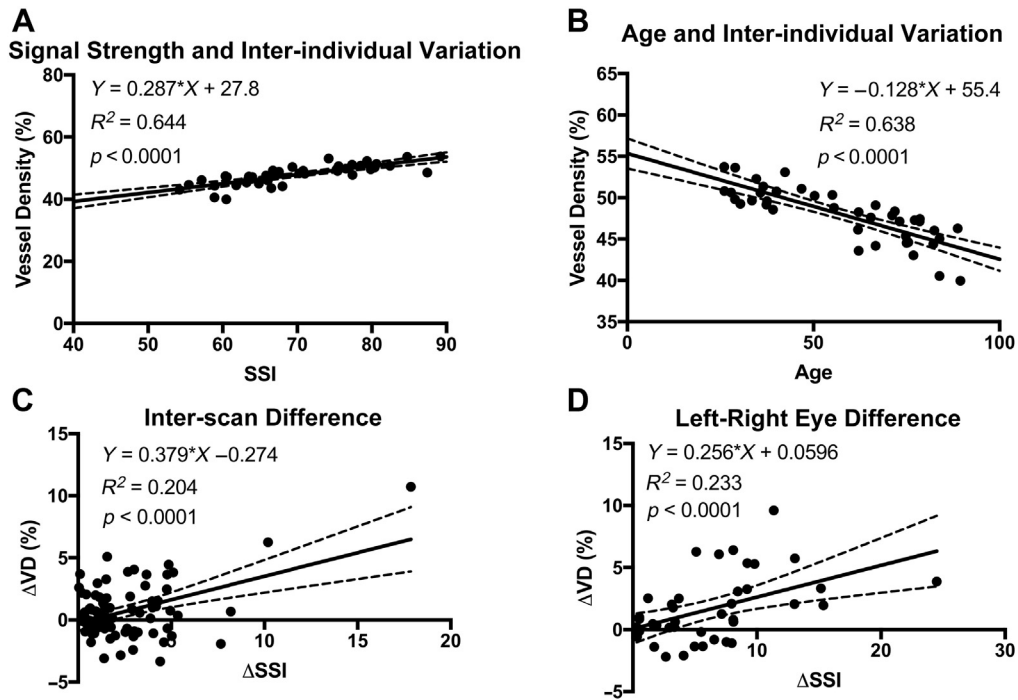 A
Signal Strength and Inter-individual Variation
Y = 0.287*X + 27.8
R² = 0.644
p < 0.0001
Vessel Density (%)
80
60
40
20
0
40 50 60 70 80 90
SSI
B
Age and Inter-individual Variation
Y = −0.128*X + 55.4
R² = 0.638
p < 0.0001
Vessel Density (%)
65
60
55
50
45
40
35
0 50 100
Age
C
Inter-scan Difference
Y = 0.379*X −0.274
R² = 0.204
p < 0.0001
ΔVD (%)
15
10
5
0
−5
5 10 15 20
ΔSSI
D
Left-Right Eye Difference
Y = 0.256*X + 0.0596
R² = 0.233
p < 0.0001
ΔVD (%)
15
10
5
0
−5
10 20 30
ΔSSI